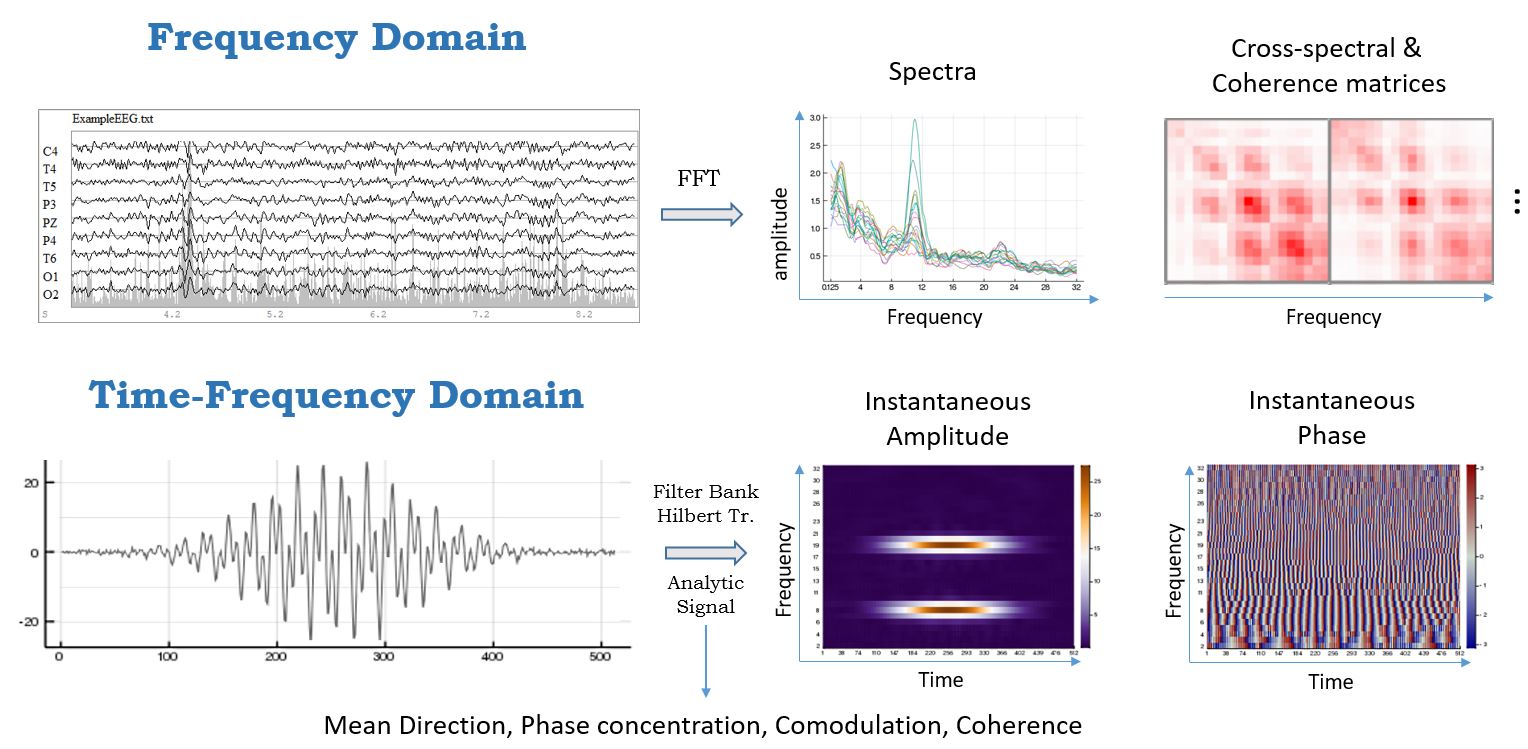 Frequency Domain
ExampleEEG.txt
C4
T4
T5
P3
PZ
P4
T6
O1
O2
S 4.2 5.2 6.2 7.2 8.2
FFT
Spectra
amplitude
3.0
2.5
2.0
1.5
1.0
0.5
0.125 4 8 12 16 20 24 28 32
Frequency
Cross-spectral &
Coherence matrices
Frequency
Time-Frequency Domain
20
0
-20
0 100 200 300 400 500
Filter Bank
Hilbert Tr.
Analytic
Signal
Instantaneous
Amplitude
Frequency
32
30
28
26
23
21
19
17
15
13
11
8
6
4
2
1 38 74 110 147 184 220 256 293 330 366 402 439 476 512
25
20
15
10
5
Time
Instantaneous
Phase
Frequency
32
30
28
26
23
21
19
17
15
13
11
8
6
4
2
1 38 74 110 147 184 220 256 293 330 366 402 439 476 512
3
2
1
0
-1
-2
-3
Time
Mean Direction, Phase concentration, Comodulation, Coherence